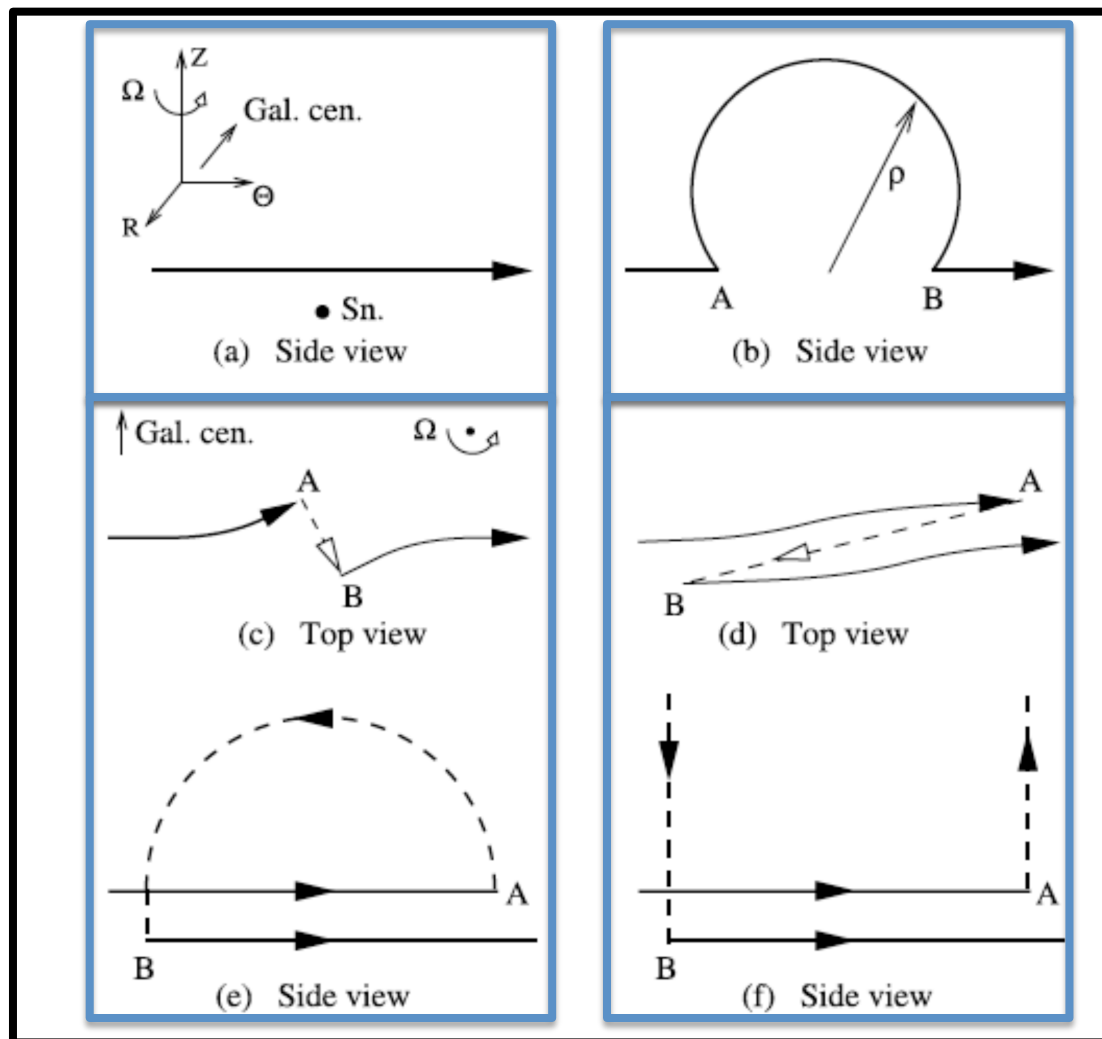 Z
Ω
Gal. cen.
Θ
R
Sn.
(a) Side view
ρ
A
B
(b) Side view
Gal. cen.
Ω
A
B
(c) Top view
A
B
(d) Top view
A
B
(e) Side view
A
B
(f) Side view